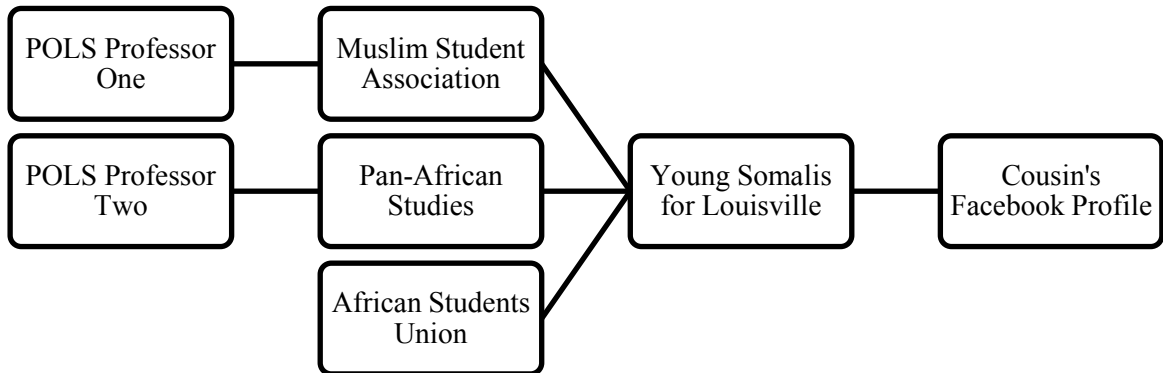 POLS Professor
One
Muslim Student
Association
POLS Professor
Two
Pan-African
Studies
African Students
Union
Young Somalis
for Louisville
Cousin's
Facebook Profile